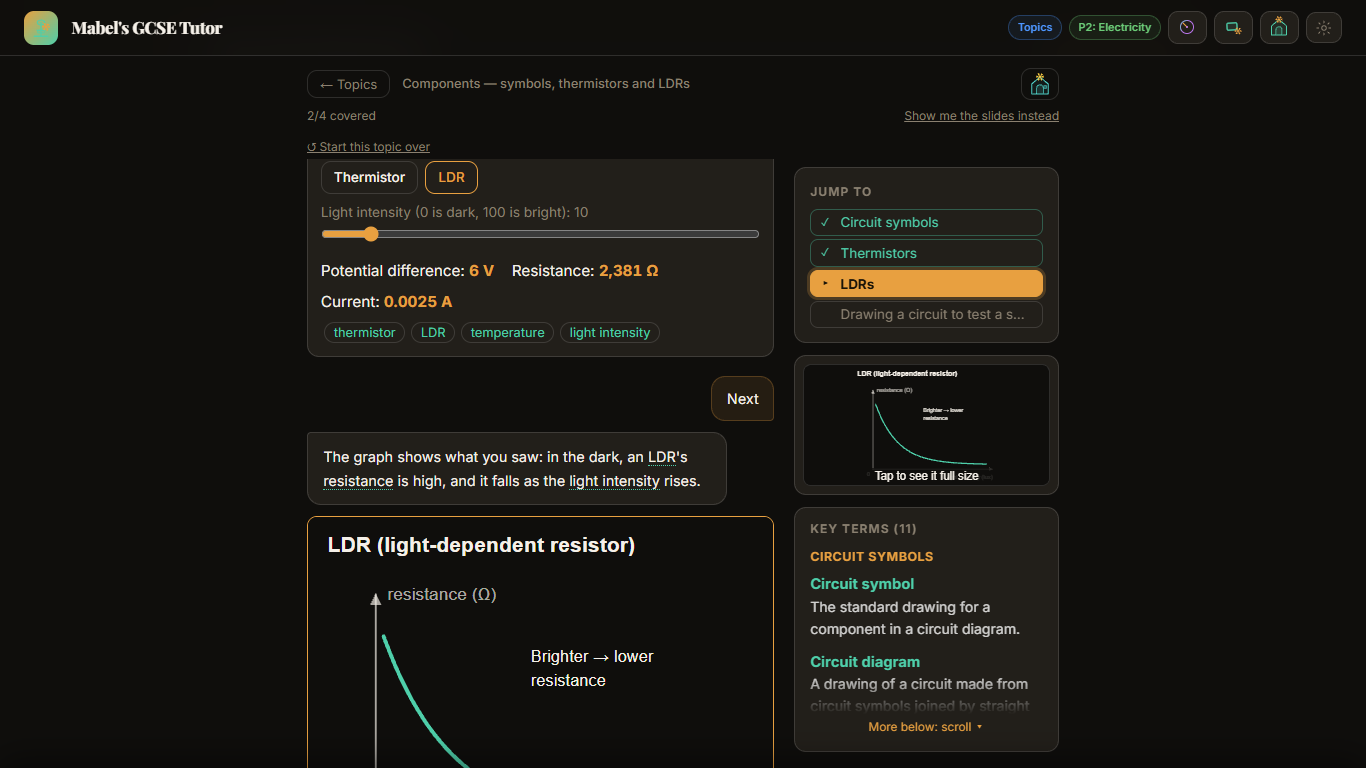 Mabel's GCSE Tutor
Topics
P2: Electricity
← Topics
Components — symbols, thermistors and LDRs
2/4 covered
Show me the slides instead
↺ Start this topic over
Thermistor
LDR
Light intensity (0 is dark, 100 is bright): 10
Potential difference: 6 V Resistance: 2,381 Ω
Current: 0.0025 A
thermistor
LDR
temperature
light intensity
Next
The graph shows what you saw: in the dark, an LDR's
resistance is high, and it falls as the light intensity rises.
LDR (light-dependent resistor)
resistance (Ω)
Brighter → lower
resistance
JUMP TO
✓ Circuit symbols
✓ Thermistors
▸ LDRs
Drawing a circuit to test a s...
LDR (light-dependent resistor)
resistance (Ω)
Brighter → lower
resistance
Tap to see it full size
KEY TERMS (11)
CIRCUIT SYMBOLS
Circuit symbol
The standard drawing for a
component in a circuit diagram.
Circuit diagram
A drawing of a circuit made from
circuit symbols joined by straight
More below: scroll ▾